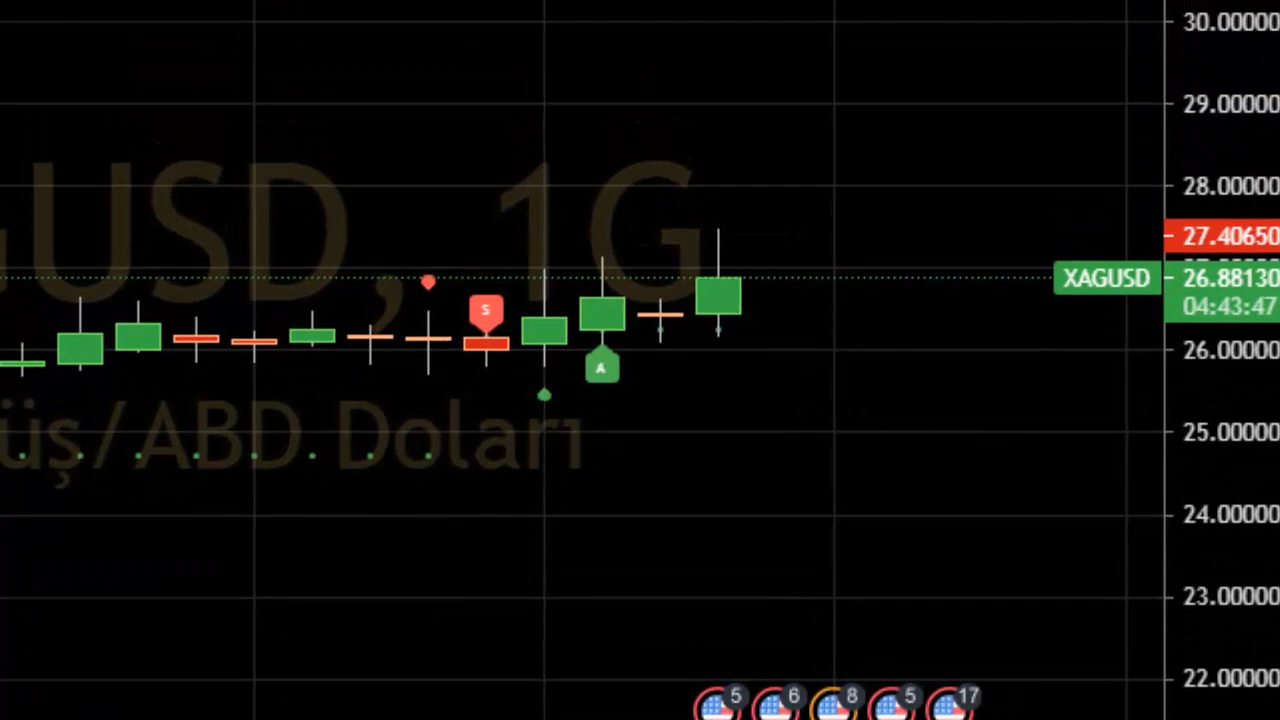 30.00000
29.00000
USD, 1G
28.00000
27.40650
XAGUSD 26.88130
04:43:47
S
26.00000
A
üş/ABD Doları
25.00000
24.00000
23.00000
22.00000
5 6 8 5 17